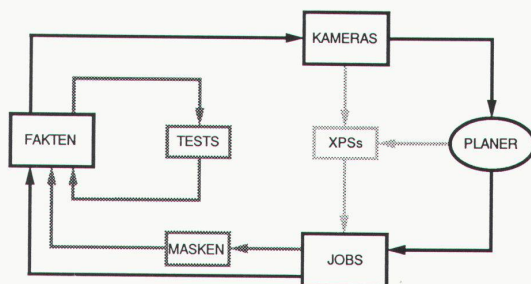 KAMERAS
FAKTEN
TESTS
XPSs
PLANER
MASKEN
JOBS